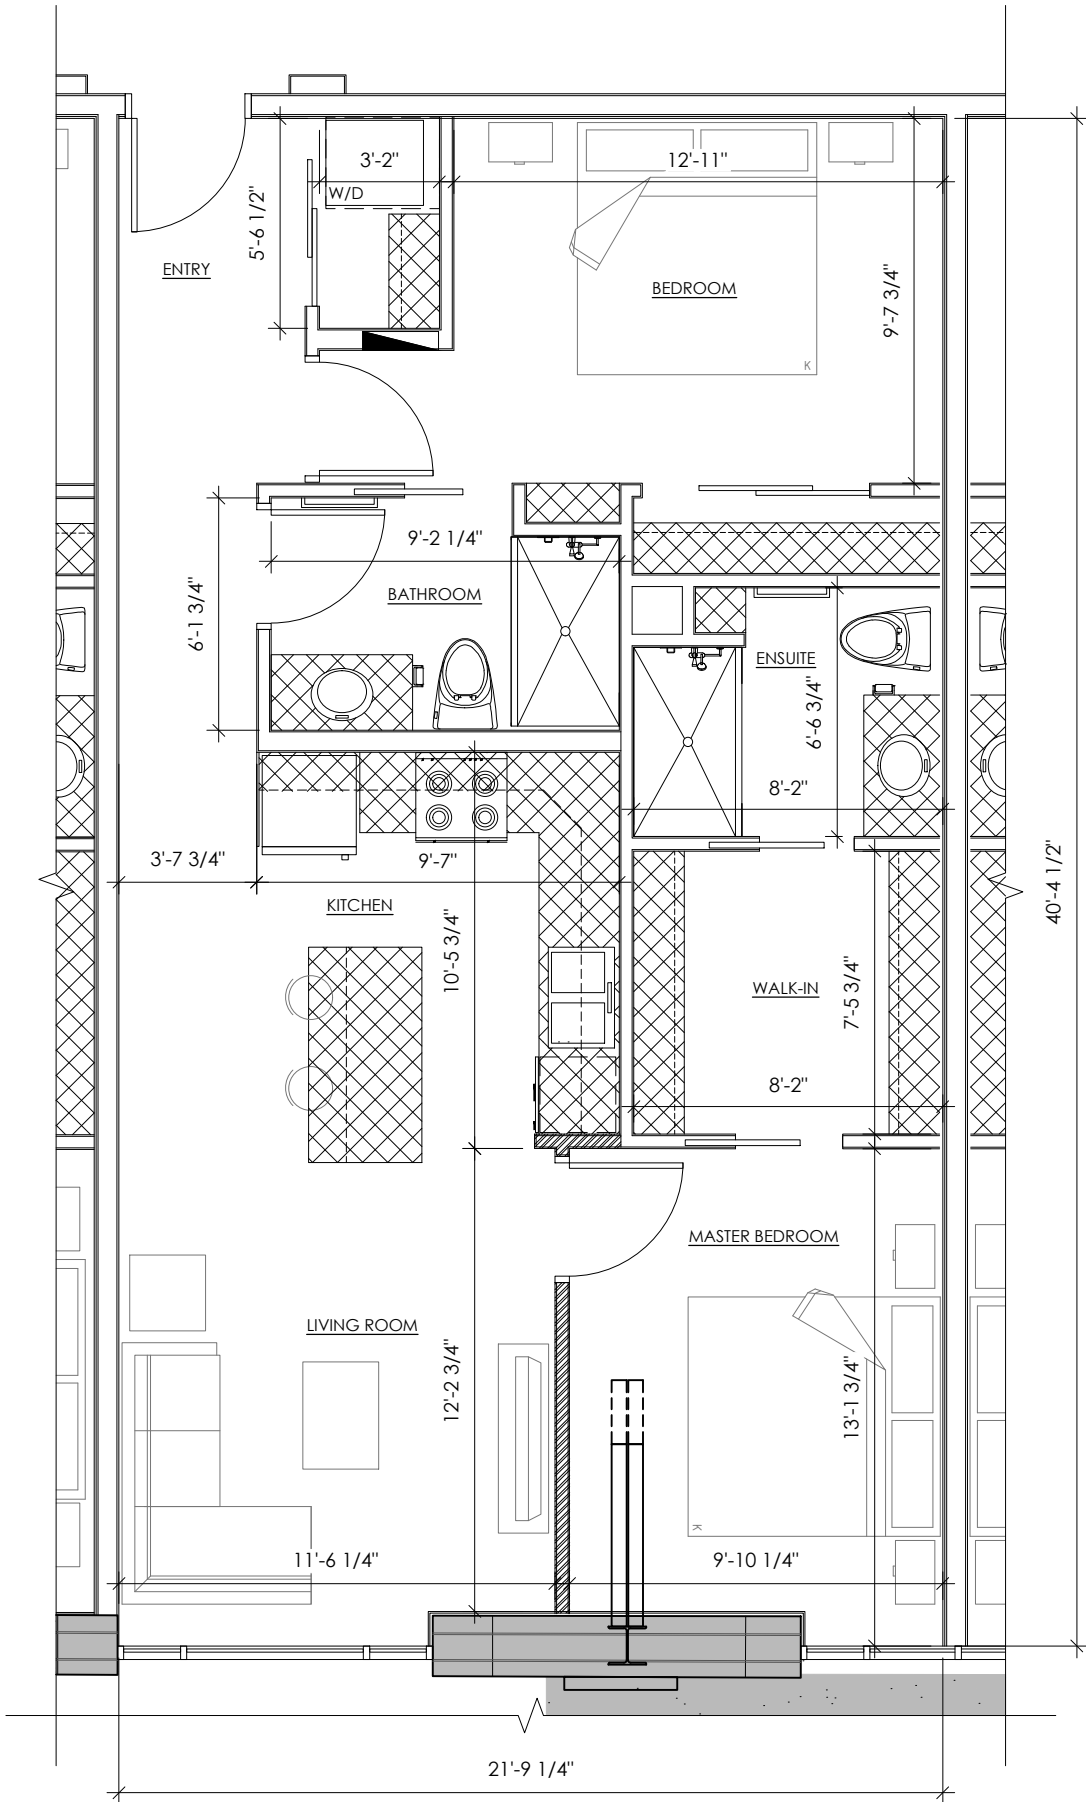 3'-2"
12'-11"
W/D
5'-6 1/2"
ENTRY
BEDROOM
9'-7 3/4"
K
9'-2 1/4"
BATHROOM
6'-1 3/4"
ENSUITE
6'-6 3/4"
8'-2"
3'-7 3/4"
9'-7"
40'-4 1/2"
KITCHEN
10'-5 3/4"
WALK-IN
7'-5 3/4"
8'-2"
MASTER BEDROOM
LIVING ROOM
12'-2 3/4"
13'-1 3/4"
K
11'-6 1/4"
9'-10 1/4"
21'-9 1/4"